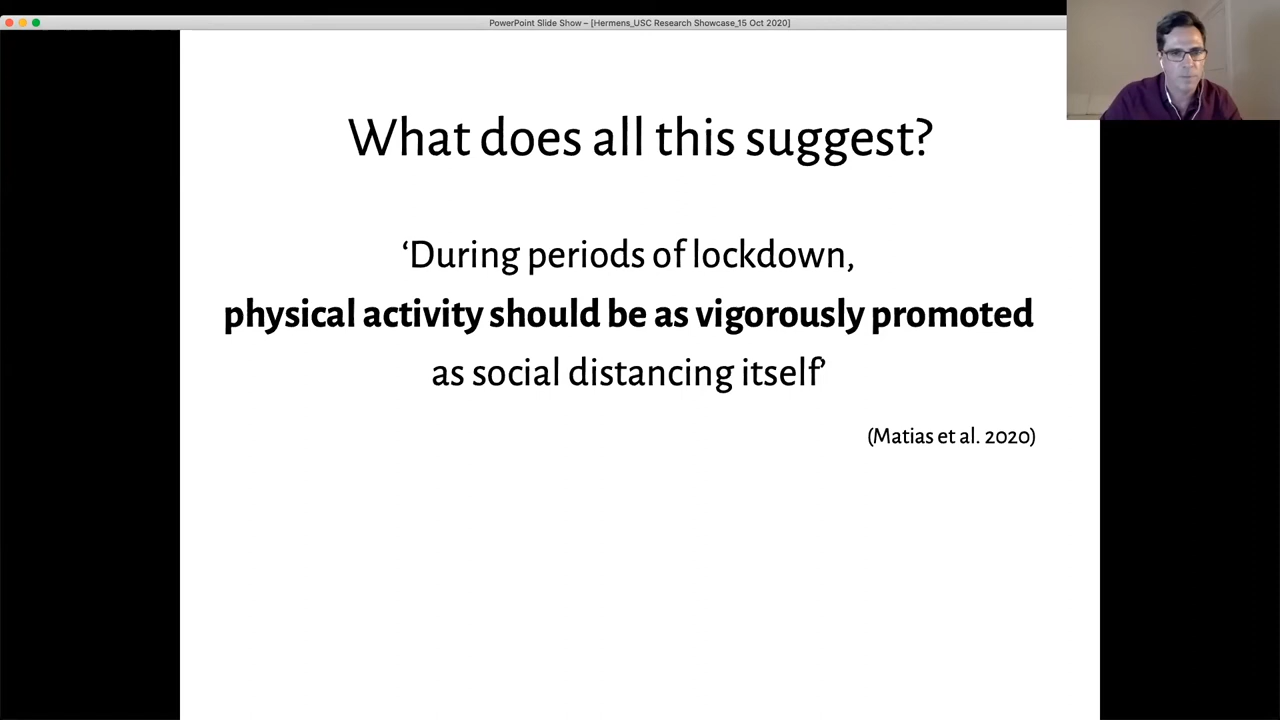 PowerPoint Slide Show – [Hermens_USC Research Showcase_15 Oct 2020]
What does all this suggest?
‘During periods of lockdown,
physical activity should be as vigorously promoted
as social distancing itself’
(Matias et al. 2020)